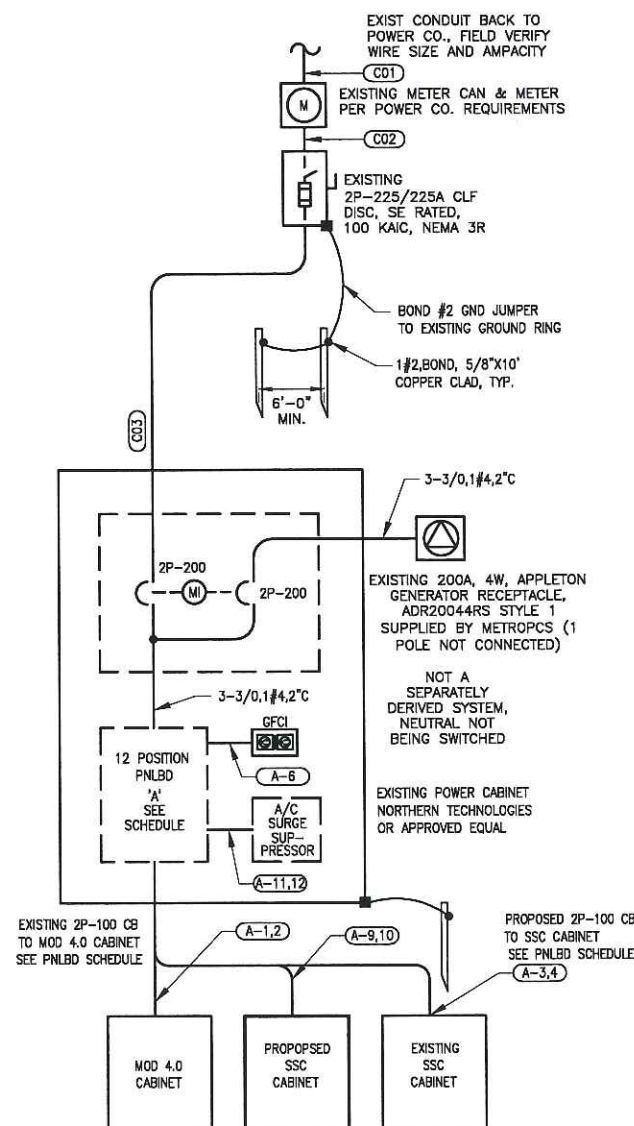 EXIST CONDUIT BACK TO
POWER CO., FIELD VERIFY
WIRE SIZE AND AMPACITY
C01
M
EXISTING METER CAN & METER
PER POWER CO. REQUIREMENTS
C02
EXISTING
2P-225/225A CLF
DISC, SE RATED,
100 KAIC, NEMA 3R
BOND #2 GND JUMPER
TO EXISTING GROUND RING
1#2,BOND, 5/8"X10'
COPPER CLAD, TYP.
6'-0"
MIN.
C03
3-3/0,1#4,2"C
2P-200
MI
2P-200
EXISTING 200A, 4W, APPLETON
GENERATOR RECEPTACLE,
ADR20044RS STYLE 1
SUPPLIED BY METROPCS (1
POLE NOT CONNECTED)
NOT A
SEPARATELY
DERIVED SYSTEM,
NEUTRAL NOT
BEING SWITCHED
3-3/0,1#4,2"C
GFCI
12 POSITION
PNLBD
'A'
SEE
SCHEDULE
A-6
A/C
SURGE
SUP-
PRESSOR
A-11,12
EXISTING POWER CABINET
NORTHERN TECHNOLOGIES
OR APPROVED EQUAL
EXISTING 2P-100 CB
TO MOD 4.0 CABINET
SEE PNLBD SCHEDULE
A-1,2
A-9,10
PROPOSED 2P-100 CB
TO SSC CABINET
SEE PNLBD SCHEDULE
A-3,4
MOD 4.0
CABINET
PROPOPSED
SSC
CABINET
EXISTING
SSC
CABINET